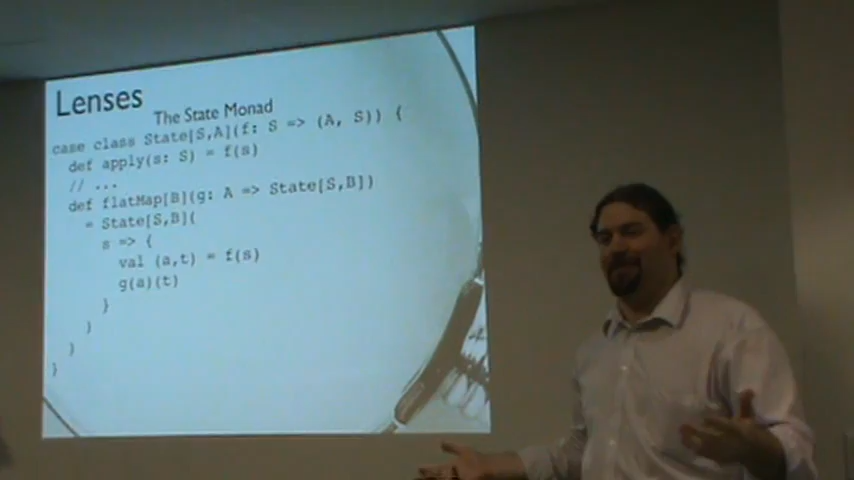 Lenses
The State Monad
case class State[S,A](f: S => (A, S)) {
def apply(s: S) = f(s)
// ...
def flatMap[B](g: A => State[S,B])
= State[S,B](
s => {
val (a,t) = f(s)
g(a)(t)
}
)
}
}